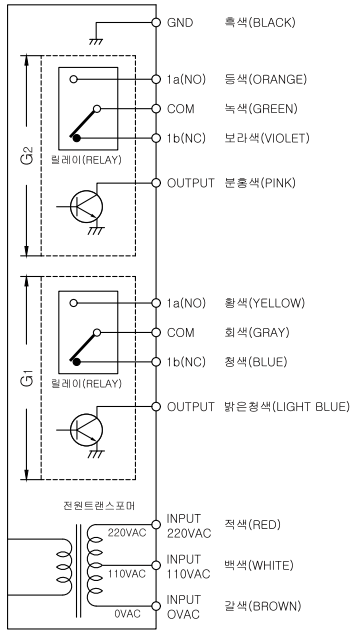 GND 흑색(BLACK)
1a(NO) 등색(ORANGE)
COM 녹색(GREEN)
1b(NC) 보라색(VIOLET)
릴레이(RELAY)
G2
OUTPUT 분홍색(PINK)
1a(NO) 황색(YELLOW)
COM 회색(GRAY)
1b(NC) 청색(BLUE)
릴레이(RELAY)
G1
OUTPUT 밝은청색(LIGHT BLUE)
전원트랜스포머
220VAC
INPUT
220VAC 적색(RED)
110VAC
INPUT
110VAC 백색(WHITE)
0VAC
INPUT
OVAC 갈색(BROWN)